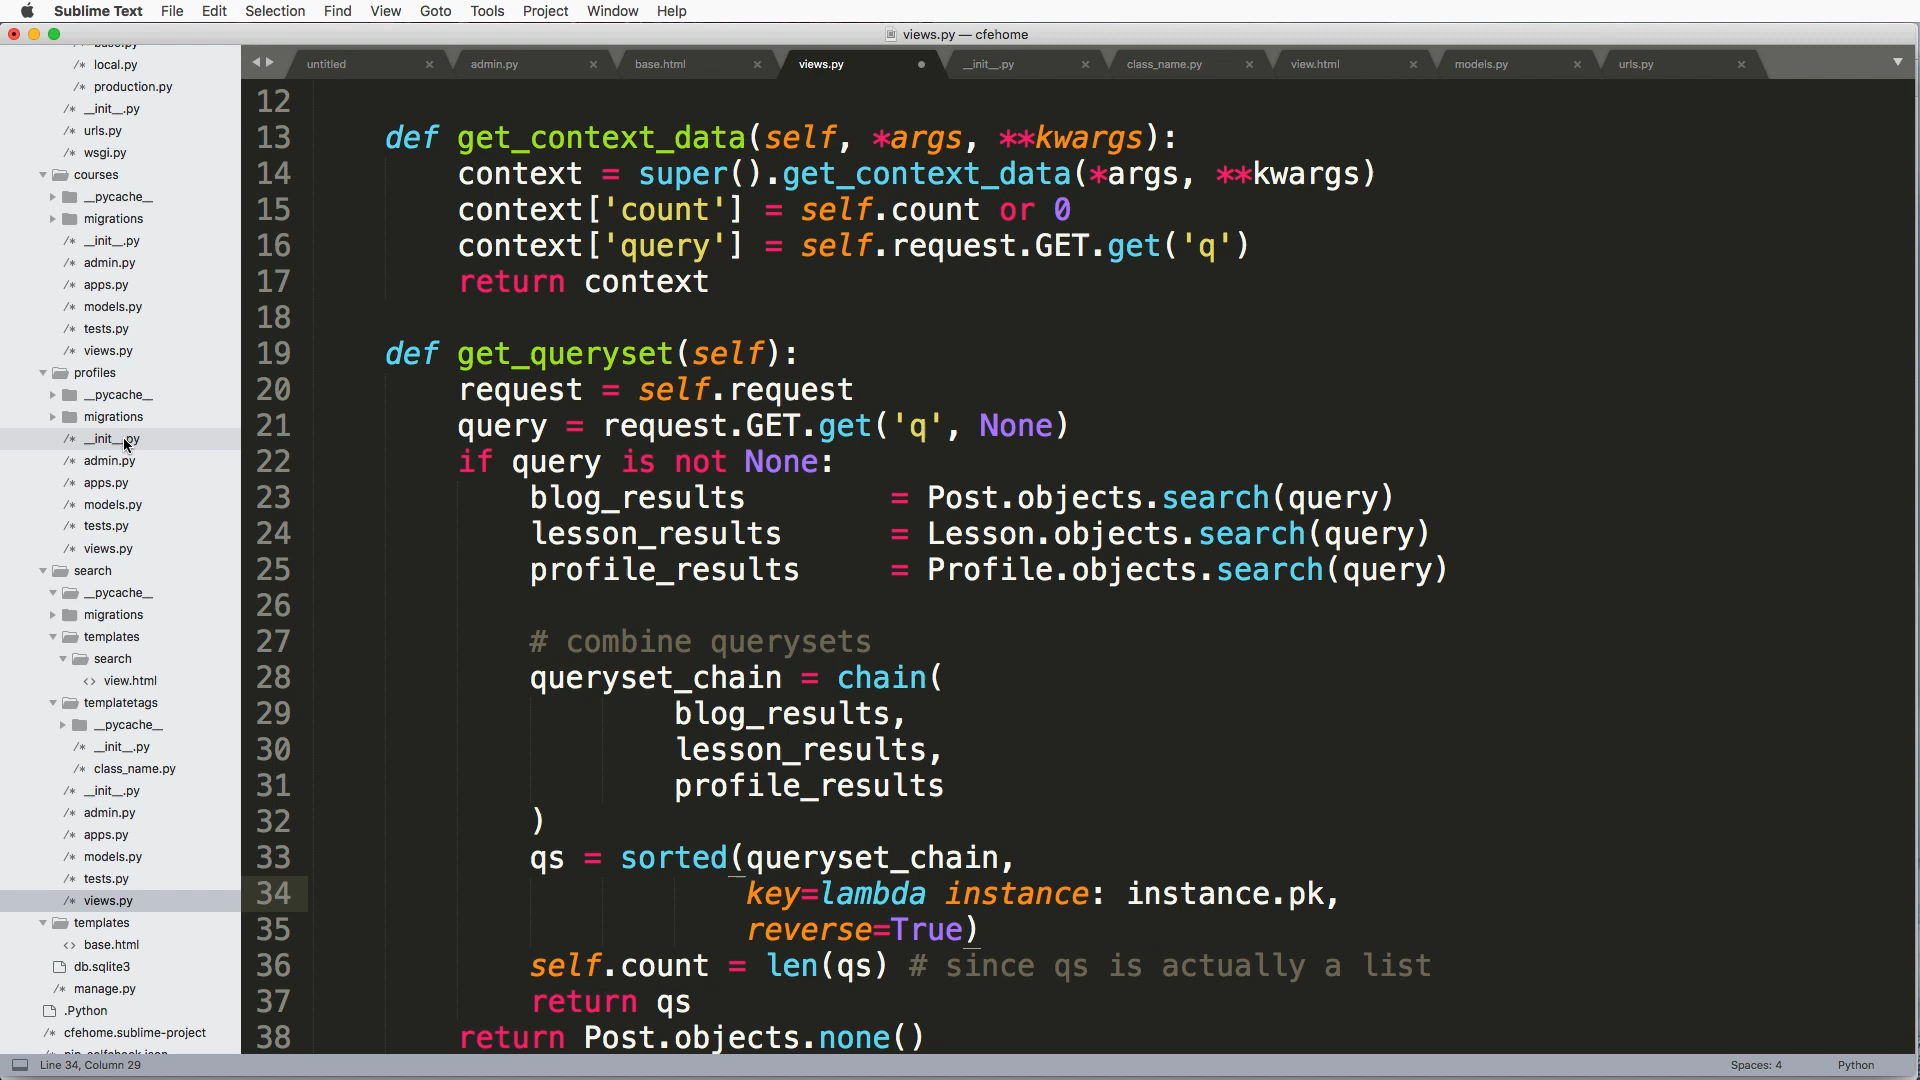 Sublime Text File Edit Selection Find View Goto Tools Project Window Help
views.py — cfehome
untitled × admin.py × base.html × views.py __init__.py × class_name.py × view.html × models.py × urls.py ×
base.py
/* local.py
/* production.py
/* __init__.py
/* urls.py
/* wsgi.py
courses
__pycache__
migrations
/* __init__.py
/* admin.py
/* apps.py
/* models.py
/* tests.py
/* views.py
profiles
__pycache__
migrations
/* __init__.py
/* admin.py
/* apps.py
/* models.py
/* tests.py
/* views.py
search
__pycache__
migrations
templates
search
<> view.html
templatetags
__pycache__
/* __init__.py
/* class_name.py
/* __init__.py
/* admin.py
/* apps.py
/* models.py
/* tests.py
/* views.py
templates
<> base.html
db.sqlite3
/* manage.py
.Python
/* cfehome.sublime-project
12
13 def get_context_data(self, *args, **kwargs):
14 context = super().get_context_data(*args, **kwargs)
15 context['count'] = self.count or 0
16 context['query'] = self.request.GET.get('q')
17 return context
18
19 def get_queryset(self):
20 request = self.request
21 query = request.GET.get('q', None)
22 if query is not None:
23 blog_results = Post.objects.search(query)
24 lesson_results = Lesson.objects.search(query)
25 profile_results = Profile.objects.search(query)
26
27 # combine querysets
28 queryset_chain = chain(
29 blog_results,
30 lesson_results,
31 profile_results
32 )
33 qs = sorted(queryset_chain,
34 key=lambda instance: instance.pk,
35 reverse=True)
36 self.count = len(qs) # since qs is actually a list
37 return qs
38 return Post.objects.none()
Line 34, Column 29 Spaces: 4 Python